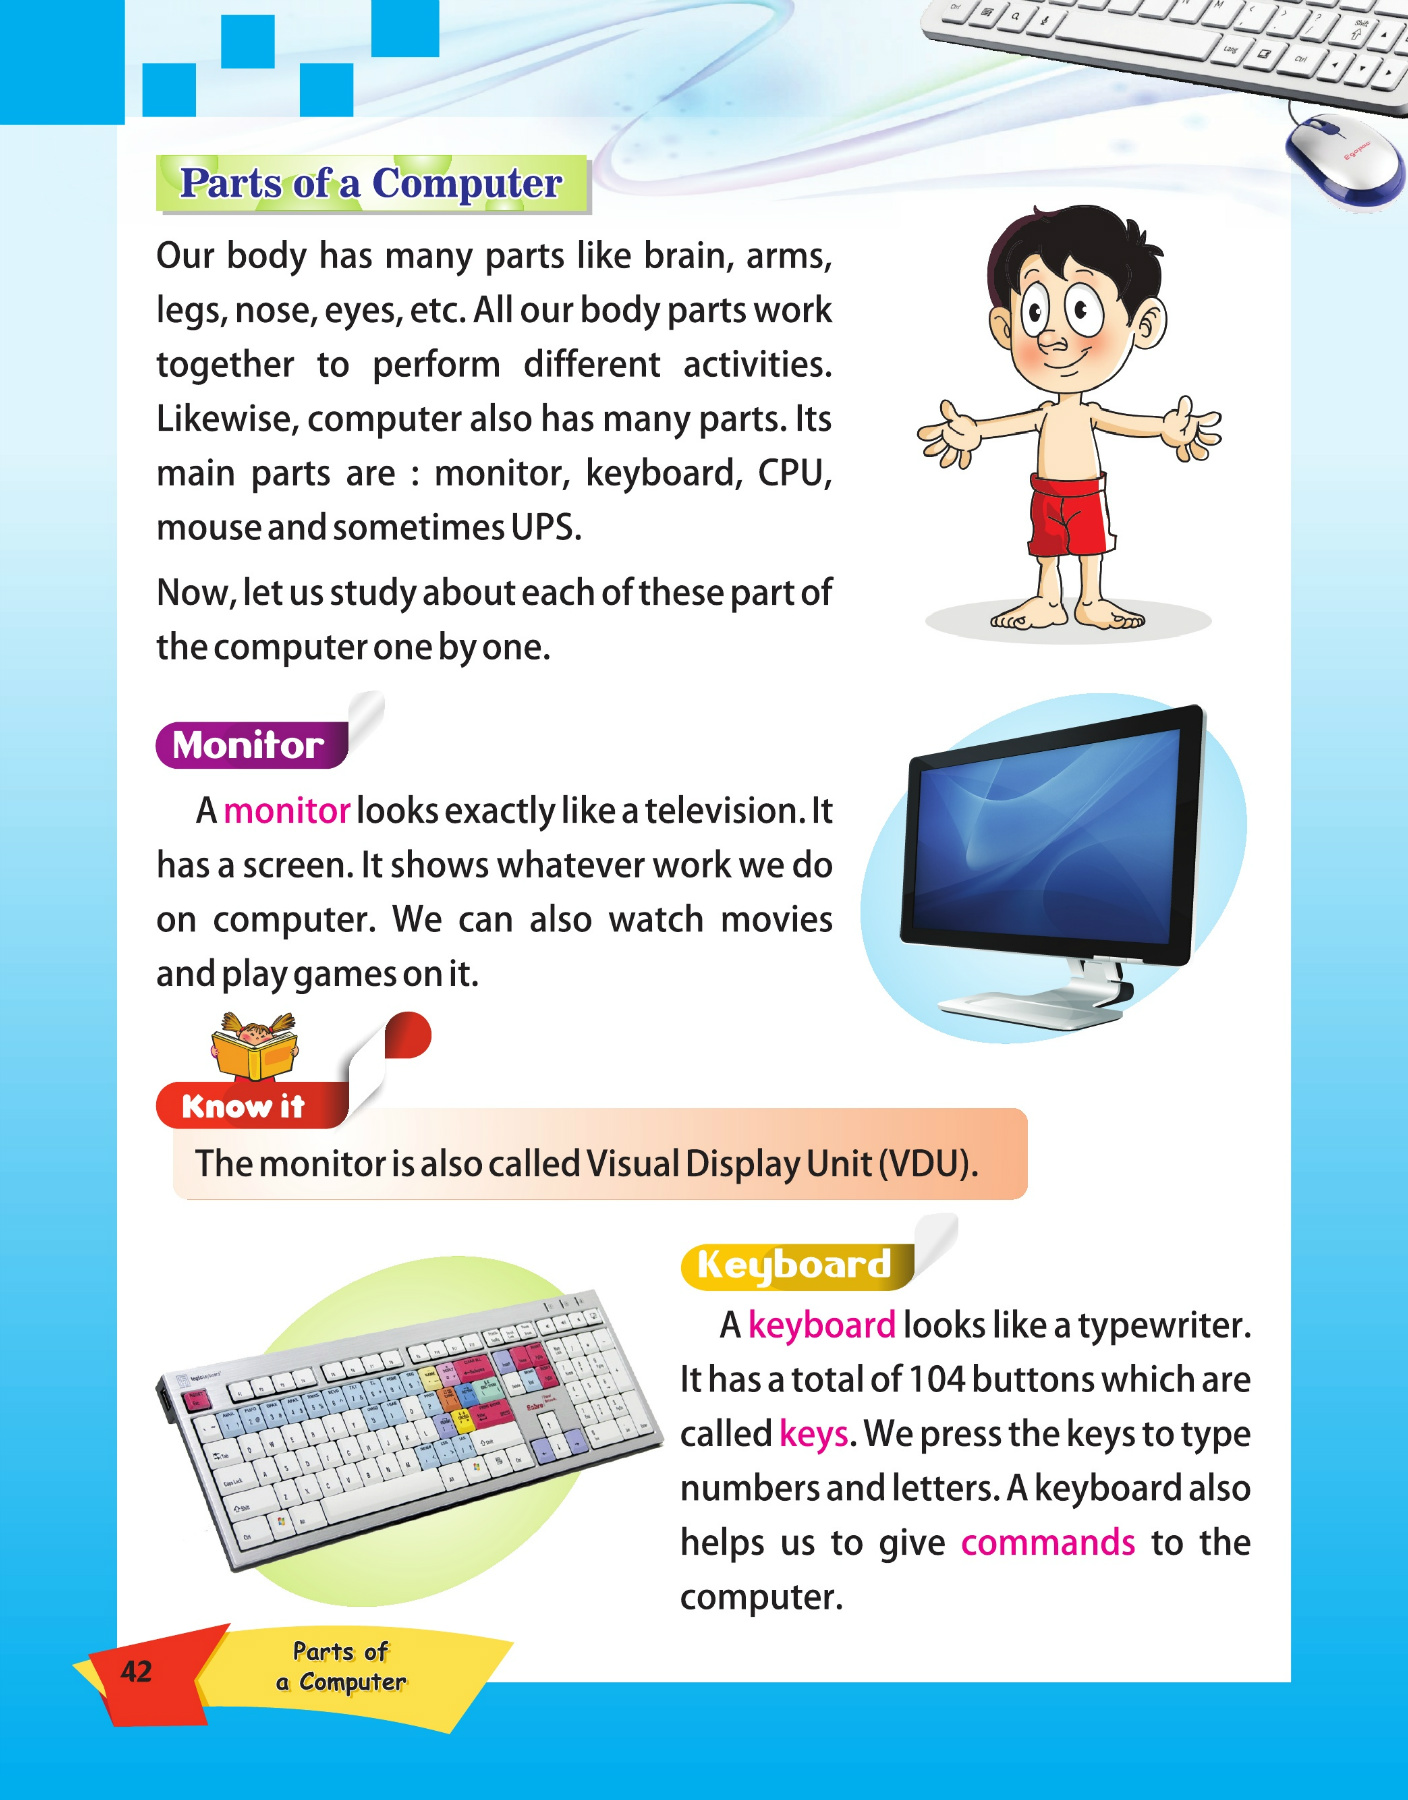 Parts of a Computer
Our body has many parts like brain, arms,
legs, nose, eyes, etc. All our body parts work
together to perform different activities.
Likewise, computer also has many parts. Its
main parts are : monitor, keyboard, CPU,
mouse and sometimes UPS.
Now, let us study about each of these part of
the computer one by one.
Monitor
A monitor looks exactly like a television. It
has a screen. It shows whatever work we do
on computer. We can also watch movies
and play games on it.
Know it
The monitor is also called Visual Display Unit (VDU).
Keyboard
A keyboard looks like a typewriter.
It has a total of 104 buttons which are
called keys. We press the keys to type
numbers and letters. A keyboard also
helps us to give commands to the
computer.
42
Parts of
a Computer